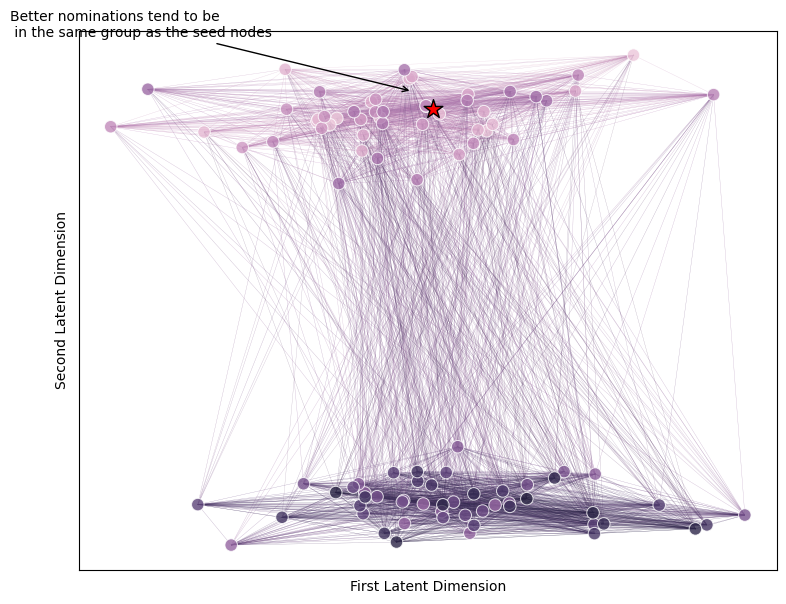 Better nominations tend to be
in the same group as the seed nodes
Second Latent Dimension
First Latent Dimension